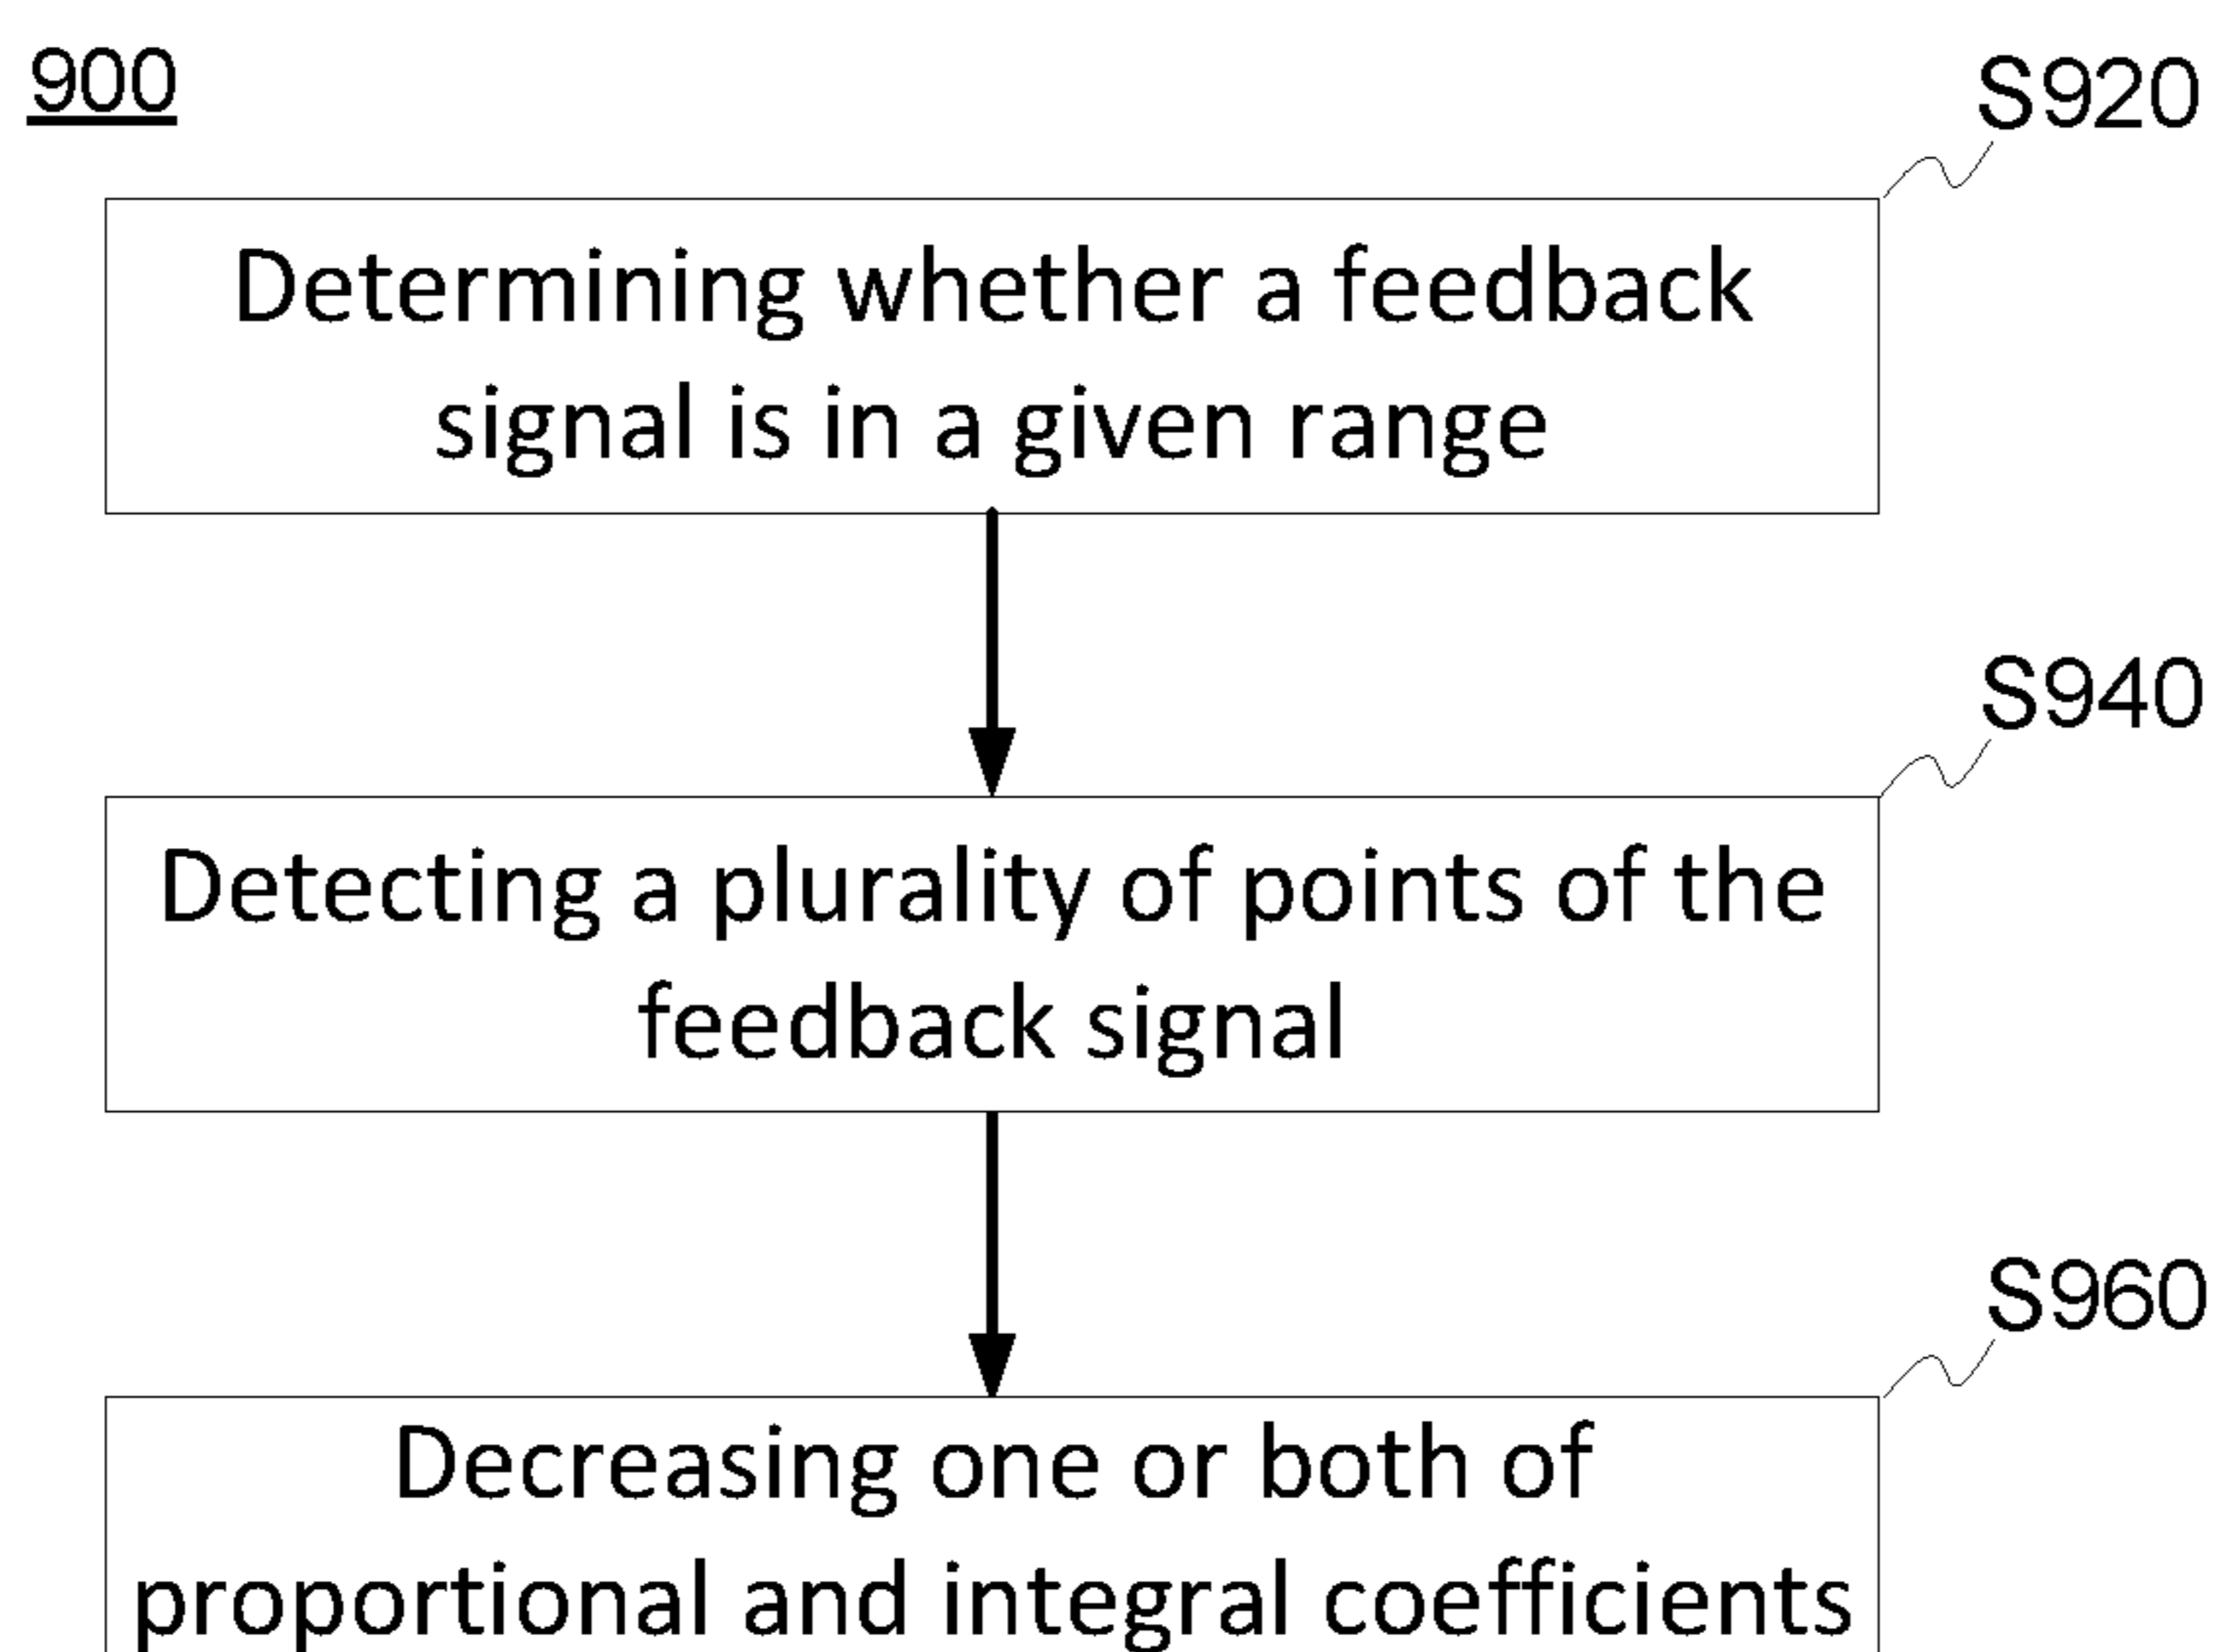 900
S920
Determining whether a feedback
signal is in a given range
S940
Detecting a plurality of points of the
feedback signal
S960
Decreasing one or both of
proportional and integral coefficients